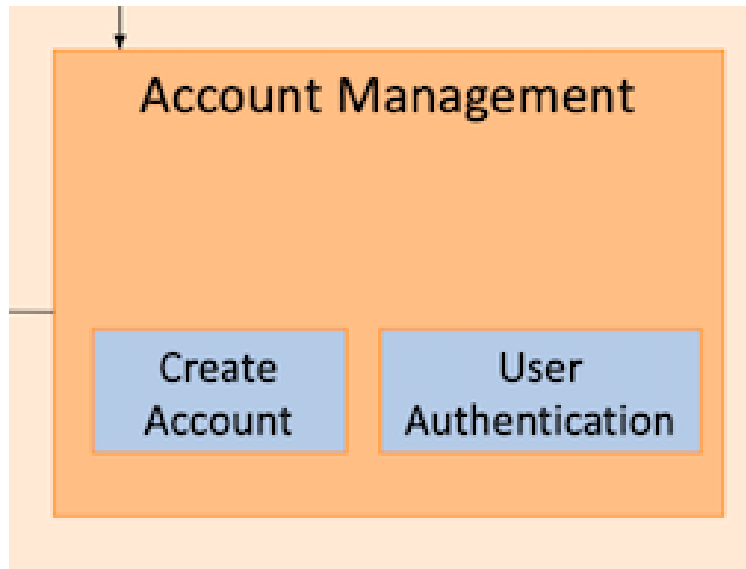 Account Management
Create
Account
User
Authentication